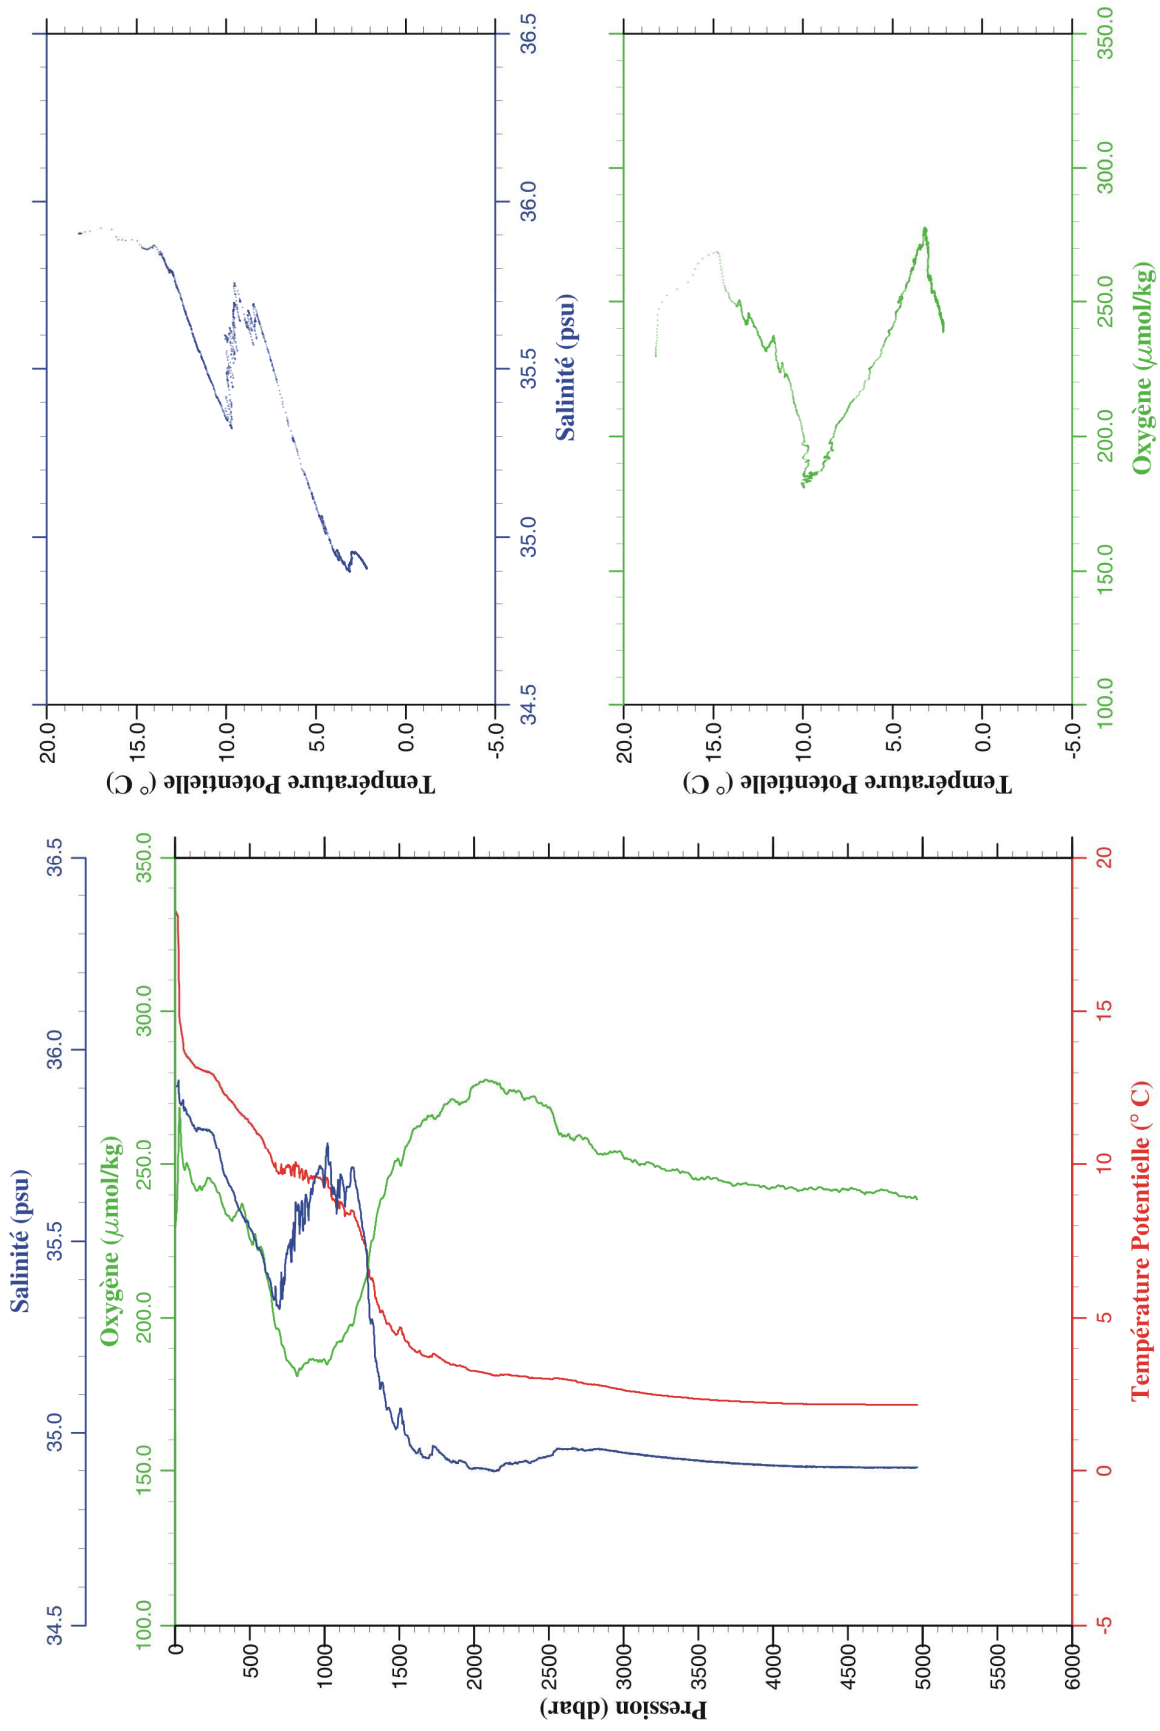 Salinité (psu)
34.5 35.0 35.5 36.0 36.5
Oxygène (µmol/kg)
100.0 150.0 200.0 250.0 300.0 350.0
Pression (dbar)
0
500
1000
1500
2000
2500
3000
3500
4000
4500
5000
5500
6000
-5 0 5 10 15 20
Température Potentielle (° C)
Température Potentielle (° C)
20.0
15.0
10.0
5.0
0.0
-5.0
34.5 35.0 35.5 36.0 36.5
Salinité (psu)
Température Potentielle (° C)
20.0
15.0
10.0
5.0
0.0
-5.0
100.0 150.0 200.0 250.0 300.0 350.0
Oxygène (µmol/kg)